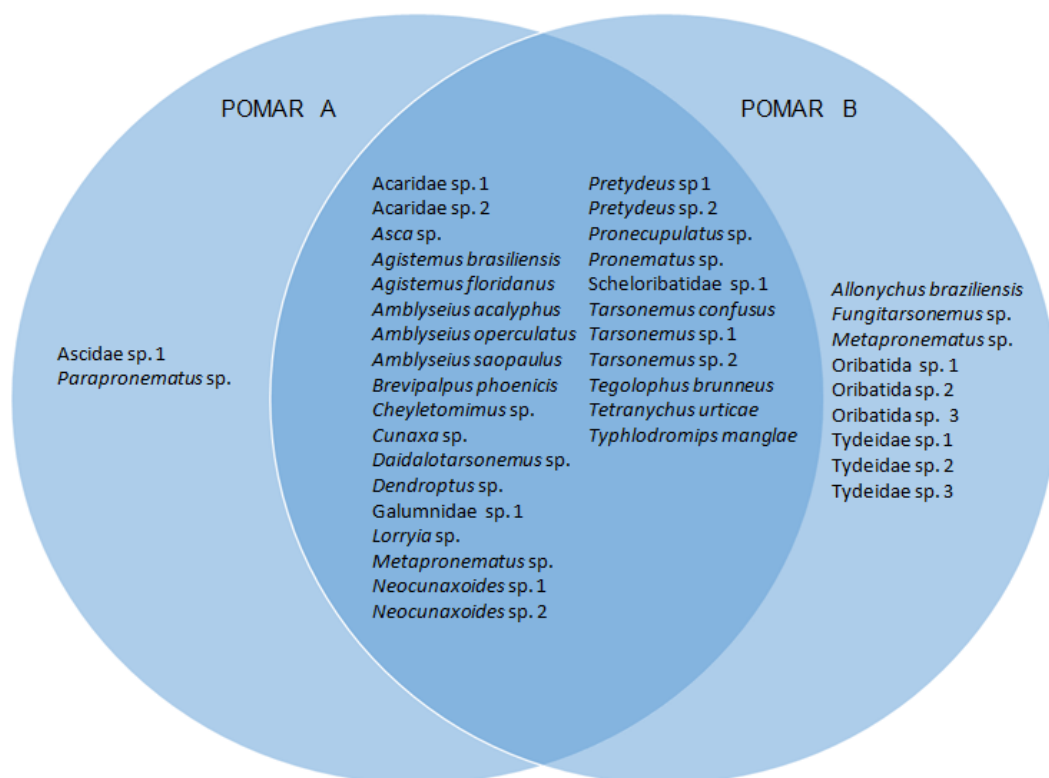 POMAR A
POMAR B
Acaridae sp. 1
Acaridae sp. 2
Asca sp.
Agistemus brasiliensis
Agistemus floridanus
Amblyseius acalyphus
Amblyseius operculatus
Amblyseius saopaulus
Brevipalpus phoenicis
Cheyletomimus sp.
Cunaxa sp.
Daidalotarsonemus sp.
Dendroptus sp.
Galumnidae sp. 1
Lorryia sp.
Metapronematus sp.
Neocunaxoides sp. 1
Neocunaxoides sp. 2
Pretydeus sp 1
Pretydeus sp. 2
Pronecupulatus sp.
Pronematus sp.
Scheloribatidae sp. 1
Tarsonemus confusus
Tarsonemus sp. 1
Tarsonemus sp. 2
Tegolophus brunneus
Tetranychus urticae
Typhlodromips manglae
Ascidae sp. 1
Parapronematus sp.
Allonychus braziliensis
Fungitarsonemus sp.
Metapronematus sp.
Oribatida sp. 1
Oribatida sp. 2
Oribatida sp. 3
Tydeidae sp. 1
Tydeidae sp. 2
Tydeidae sp. 3